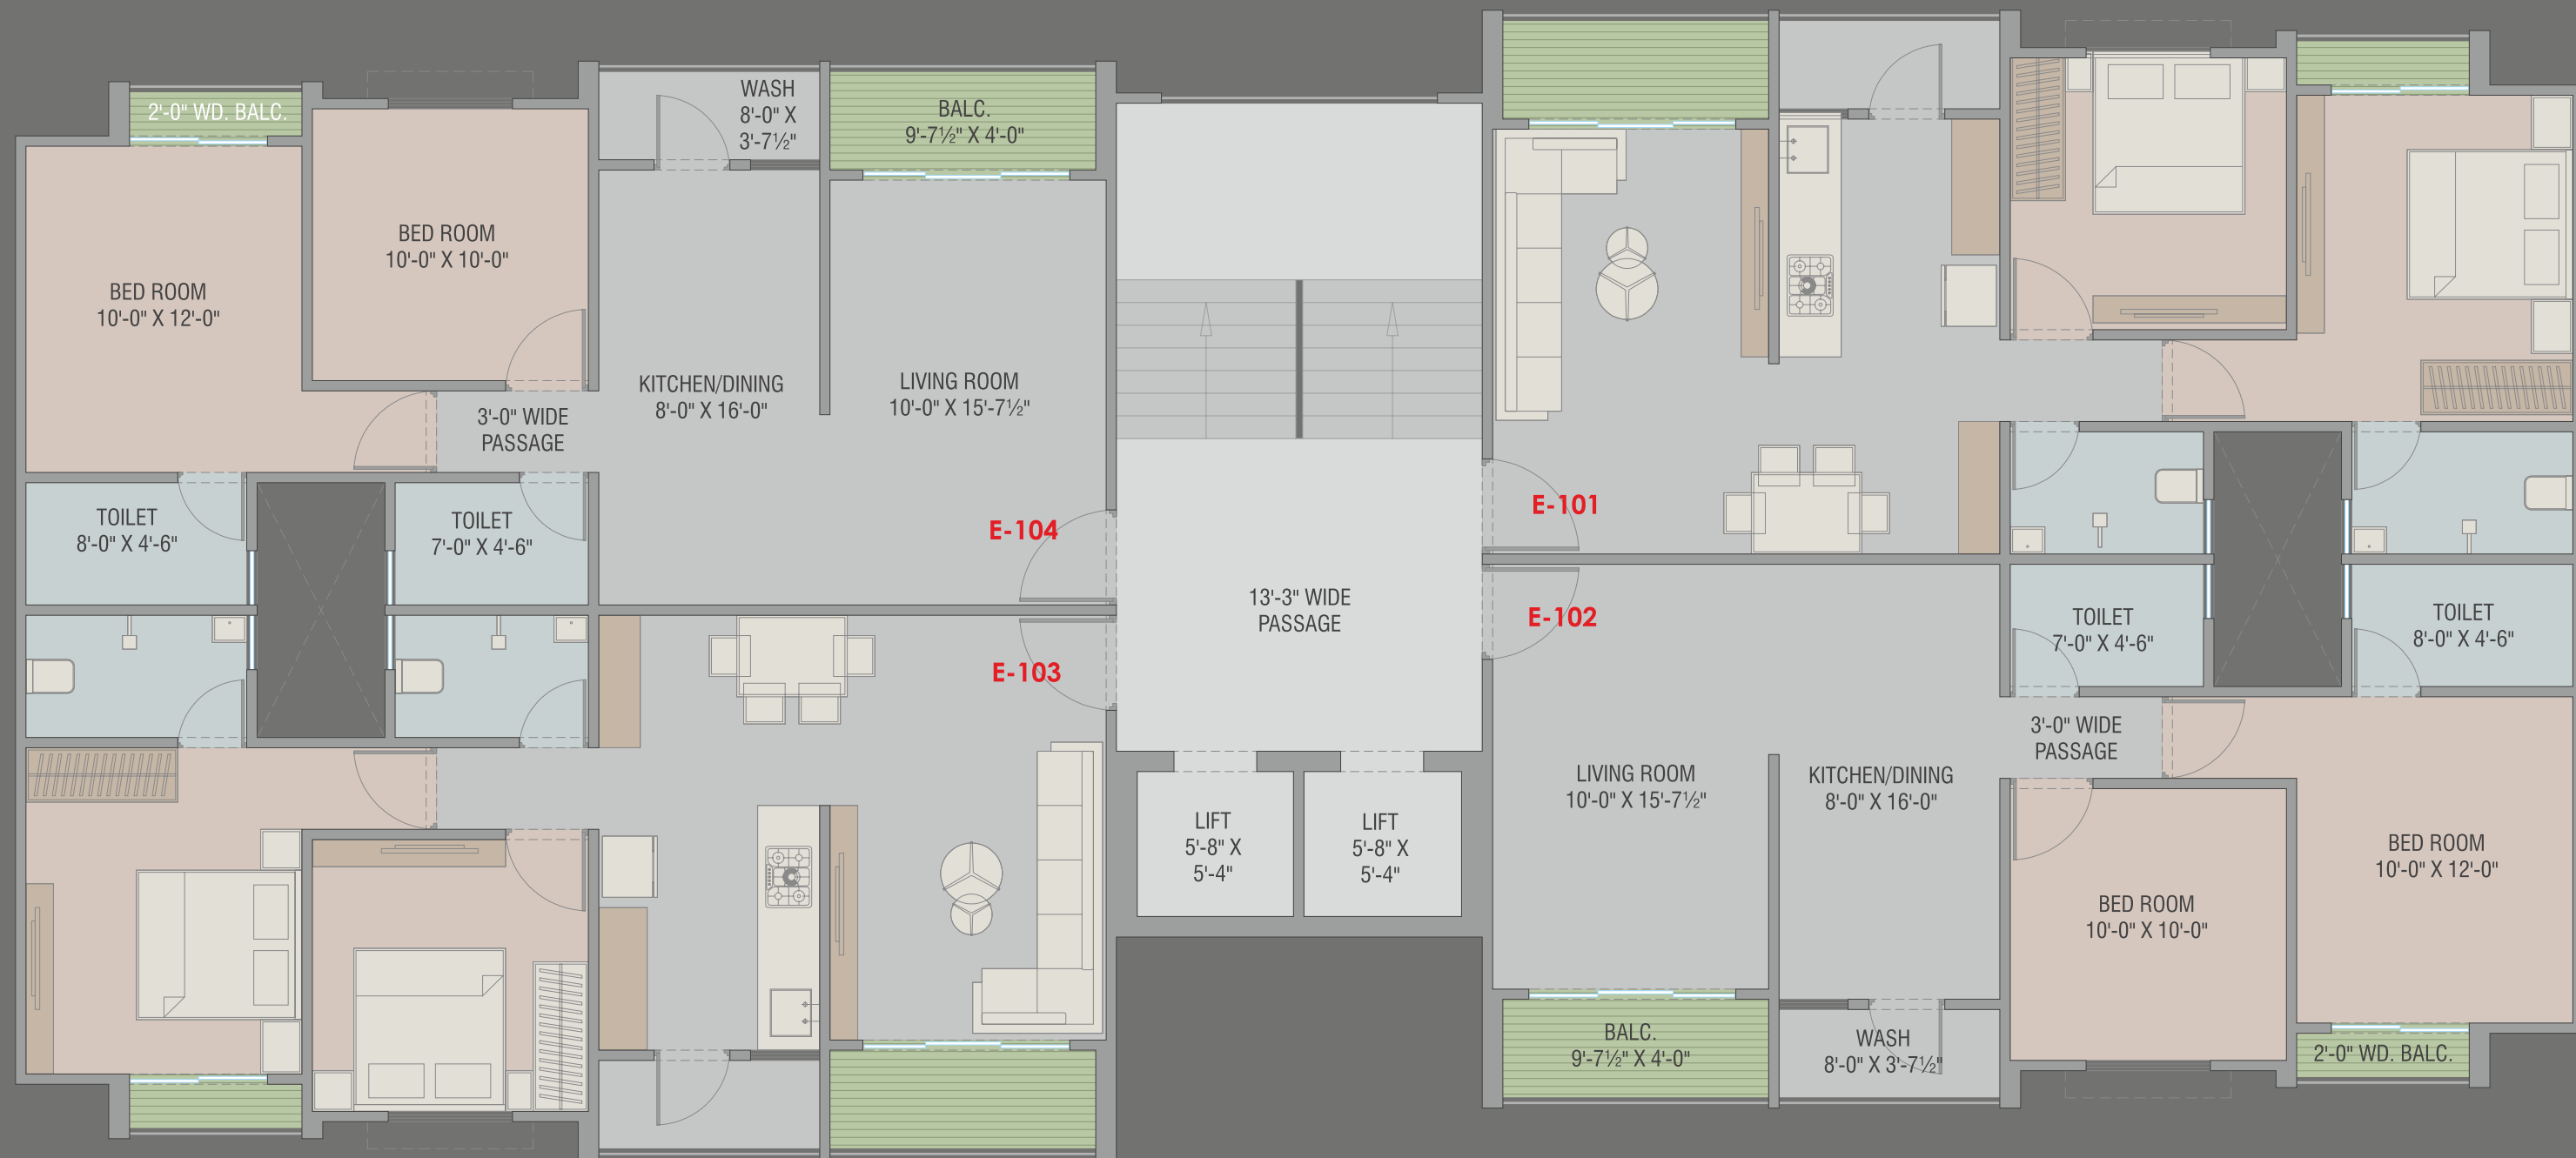 2'-0" WD. BALC.
BED ROOM
10'-0" X 12'-0"
BED ROOM
10'-0" X 10'-0"
WASH
8'-0" X
3'-7½"
BALC.
9'-7½" X 4'-0"
KITCHEN/DINING
8'-0" X 16'-0"
LIVING ROOM
10'-0" X 15'-7½"
3'-0" WIDE
PASSAGE
TOILET
8'-0" X 4'-6"
TOILET
7'-0" X 4'-6"
E-104
E-103
13'-3" WIDE
PASSAGE
LIFT
5'-8" X
5'-4"
LIFT
5'-8" X
5'-4"
E-101
E-102
TOILET
7'-0" X 4'-6"
TOILET
8'-0" X 4'-6"
3'-0" WIDE
PASSAGE
LIVING ROOM
10'-0" X 15'-7½"
KITCHEN/DINING
8'-0" X 16'-0"
BED ROOM
10'-0" X 10'-0"
BED ROOM
10'-0" X 12'-0"
BALC.
9'-7½" X 4'-0"
WASH
8'-0" X 3'-7½"
2'-0" WD. BALC.